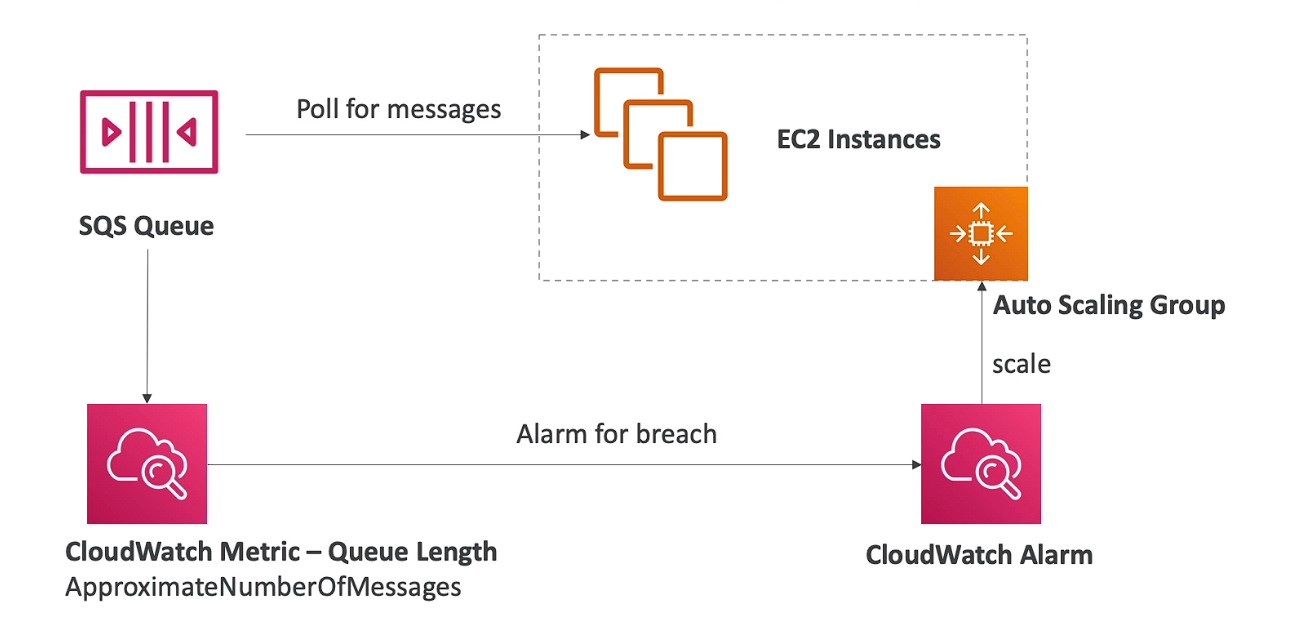 Poll for messages
EC2 Instances
SQS Queue
Auto Scaling Group
scale
Alarm for breach
CloudWatch Metric – Queue Length
ApproximateNumberOfMessages
CloudWatch Alarm